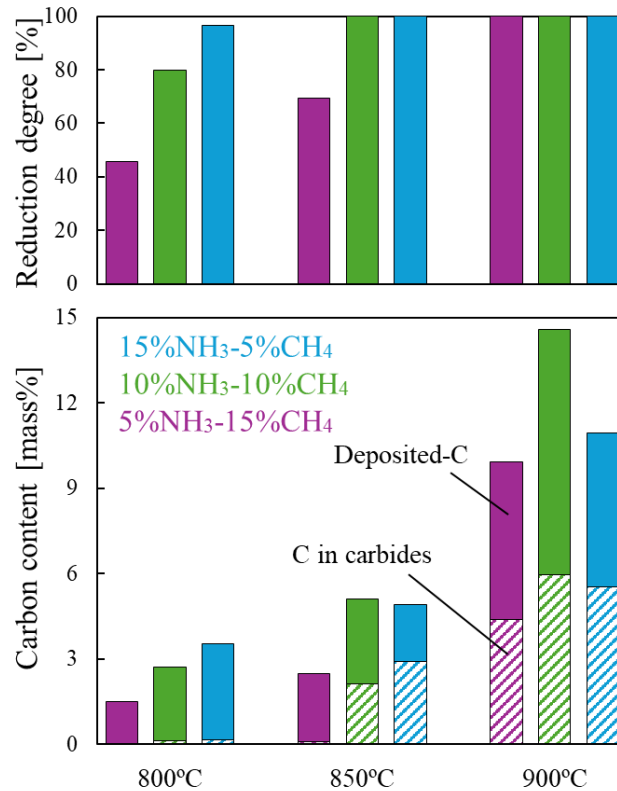 Reduction degree [%]
100
80
60
40
20
0
Carbon content [mass%]
15
12
9
6
3
0
15%NH₃-5%CH₄
10%NH₃-10%CH₄
5%NH₃-15%CH₄
Deposited-C
C in carbides
800ºC 850ºC 900ºC